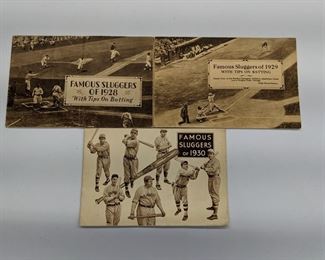 FAMOUS SLUGGERS
OF 1928
"With Tips On Batting"
Famous Sluggers of 1929
WITH TIPS ON BATTING
FAMOUS
SLUGGERS
OF 1930